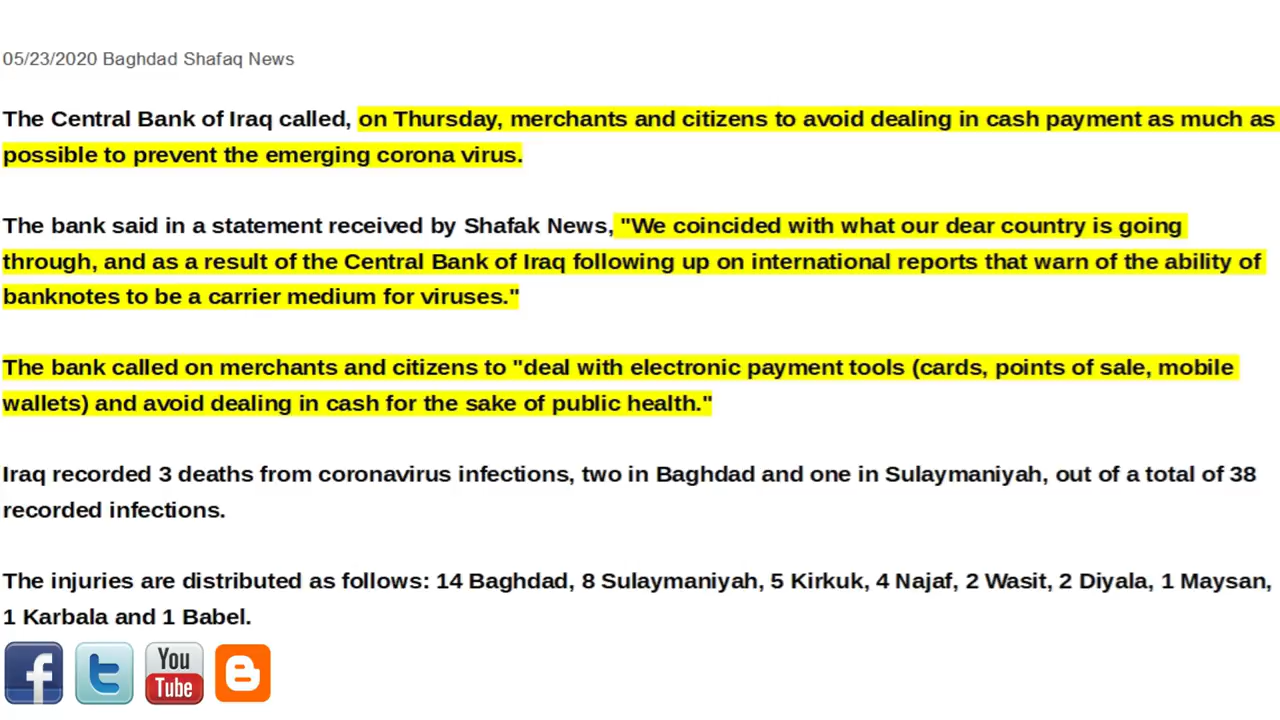 05/23/2020 Baghdad Shafaq News
The Central Bank of Iraq called, on Thursday, merchants and citizens to avoid dealing in cash payment as much as
possible to prevent the emerging corona virus.
The bank said in a statement received by Shafak News, "We coincided with what our dear country is going
through, and as a result of the Central Bank of Iraq following up on international reports that warn of the ability of
banknotes to be a carrier medium for viruses."
The bank called on merchants and citizens to "deal with electronic payment tools (cards, points of sale, mobile
wallets) and avoid dealing in cash for the sake of public health."
Iraq recorded 3 deaths from coronavirus infections, two in Baghdad and one in Sulaymaniyah, out of a total of 38
recorded infections.
The injuries are distributed as follows: 14 Baghdad, 8 Sulaymaniyah, 5 Kirkuk, 4 Najaf, 2 Wasit, 2 Diyala, 1 Maysan,
1 Karbala and 1 Babel.
You
Tube